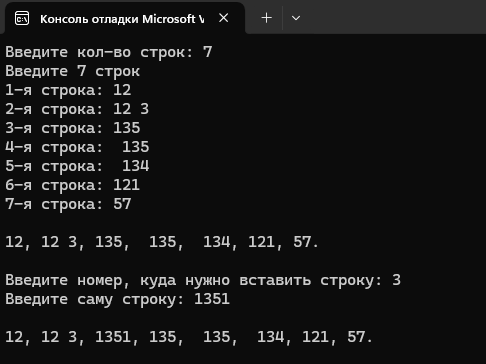 Консоль отладки Microsoft V
Введите кол-во строк: 7
Введите 7 строк
1-я строка: 12
2-я строка: 12 3
3-я строка: 135
4-я строка:  135
5-я строка:  134
6-я строка: 121
7-я строка: 57
12, 12 3, 135,  135,  134, 121, 57.
Введите номер, куда нужно вставить строку: 3
Введите саму строку: 1351
12, 12 3, 1351, 135,  135,  134, 121, 57.